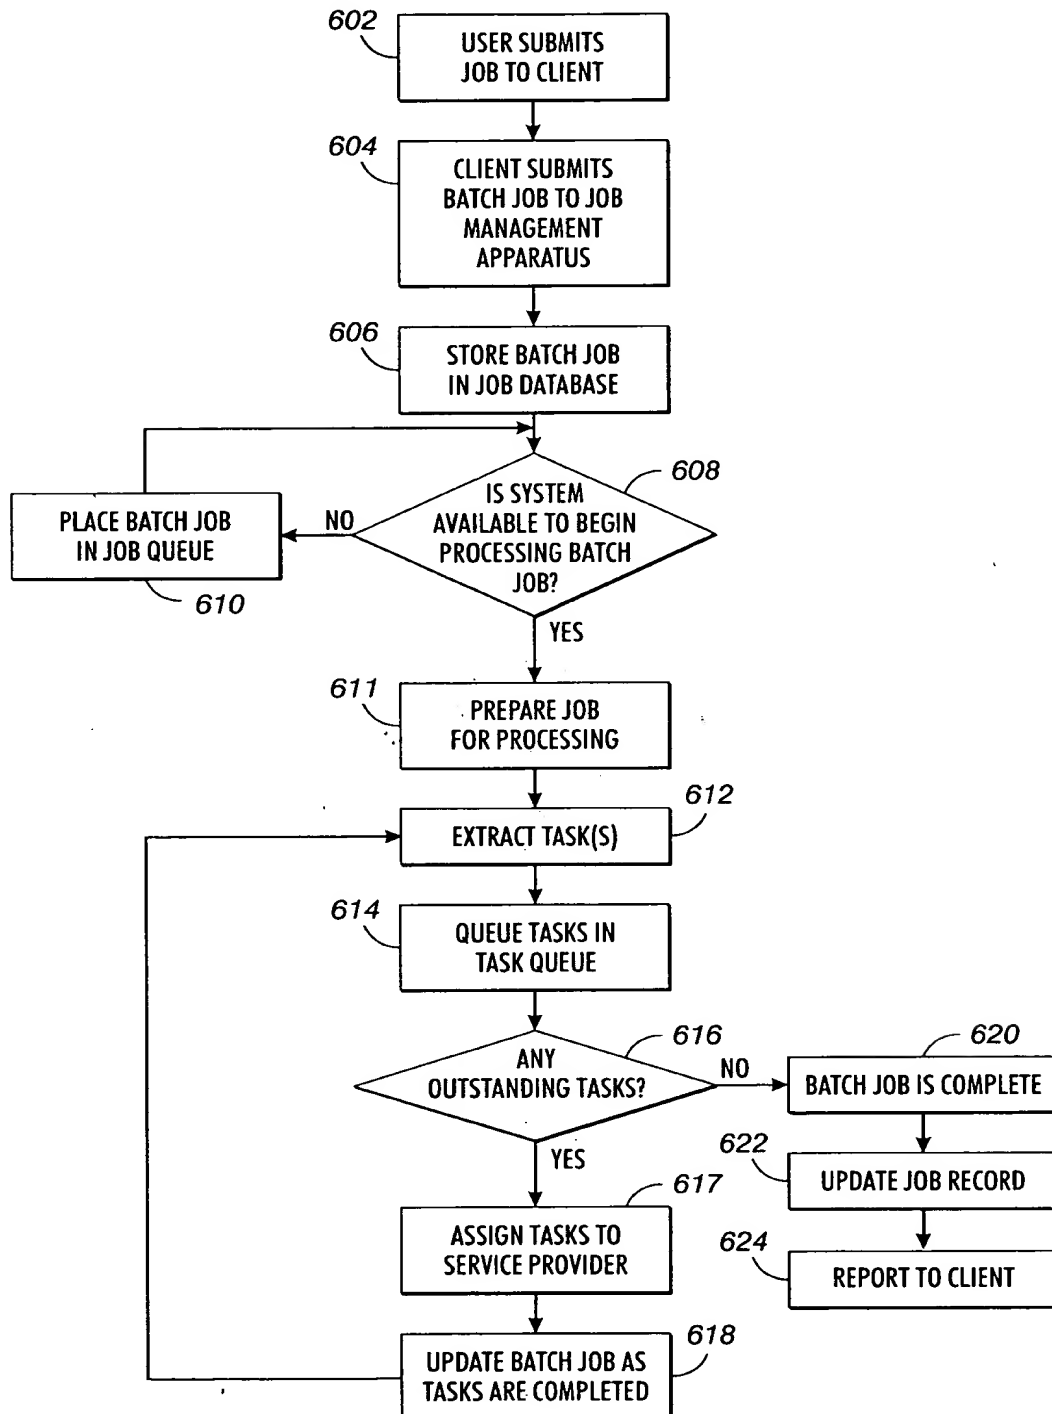 602
USER SUBMITS
JOB TO CLIENT
604
CLIENT SUBMITS
BATCH JOB TO JOB
MANAGEMENT
APPARATUS
606
STORE BATCH JOB
IN JOB DATABASE
608
IS SYSTEM
AVAILABLE TO BEGIN
PROCESSING BATCH
JOB?
NO
PLACE BATCH JOB
IN JOB QUEUE
610
YES
611
PREPARE JOB
FOR PROCESSING
612
EXTRACT TASK(S)
614
QUEUE TASKS IN
TASK QUEUE
616
ANY
OUTSTANDING TASKS?
NO
620
BATCH JOB IS COMPLETE
622
UPDATE JOB RECORD
624
REPORT TO CLIENT
YES
617
ASSIGN TASKS TO
SERVICE PROVIDER
618
UPDATE BATCH JOB AS
TASKS ARE COMPLETED